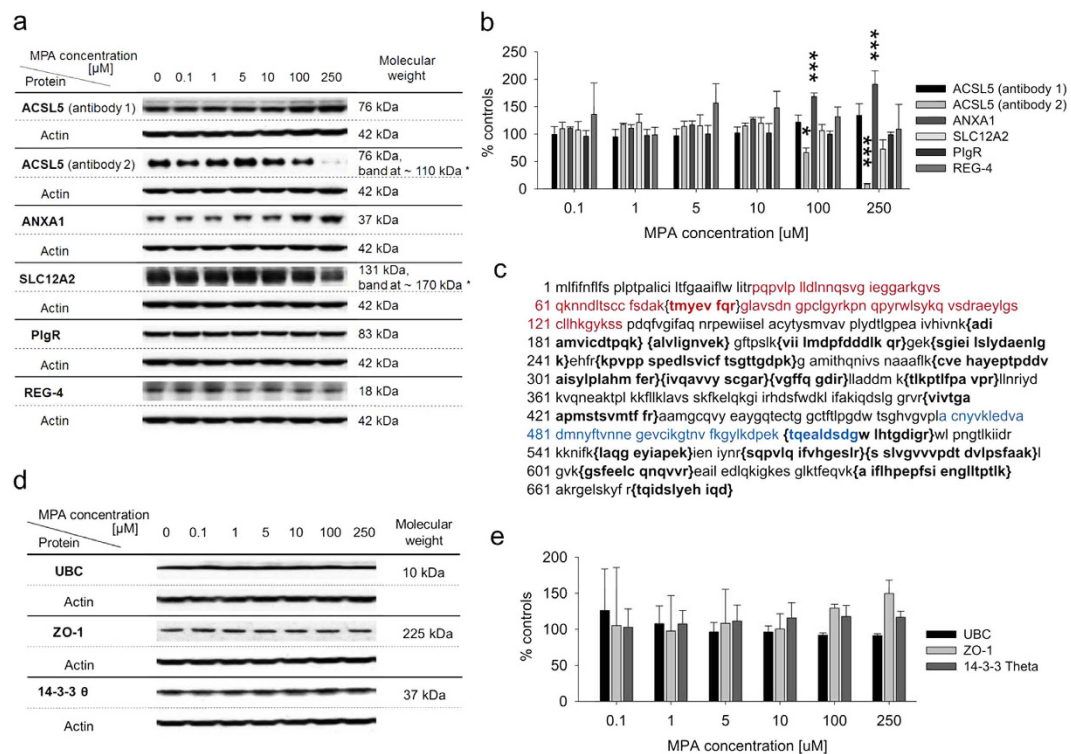 a
MPA concentration
[µM]
Protein
0 0.1 1 5 10 100 250
Molecular
weight
ACSL5 (antibody 1)
76 kDa
Actin
42 kDa
ACSL5 (antibody 2)
76 kDa,
band at ~ 110 kDa *
Actin
42 kDa
ANXA1
37 kDa
Actin
42 kDa
SLC12A2
131 kDa,
band at ~ 170 kDa *
Actin
42 kDa
PIgR
83 kDa
Actin
42 kDa
REG-4
18 kDa
Actin
42 kDa
b
% controls
250
200
150
100
50
0
*
***
***
***
0.1 1 5 10 100 250
MPA concentration [uM]
ACSL5 (antibody 1)
ACSL5 (antibody 2)
ANXA1
SLC12A2
PIgR
REG-4
c
1 mlfifnflfs plptpalici ltfgaaiflw litrpqpvlp lldlnnqsvg ieggarkgvs
61 qknndltscc fsdak{tmyev fqr}glavsdn gpclgyrkpn qpyrwlsykq vsdraeylgs
121 cllhkgykss pdqfvgifaq nrpewiisel acytysmvav plydtlgpea ivhivnk{adi
181 amvicdtpqk} {alvlignvek} gftpslk{vii lmdpfdddlk qr}gek{sgiei lslydaenlg
241 k}ehfr{kpvpp spedlsvicf tsgttgdpk}g amithqnivs naaaflk{cve hayeptpddv
301 aisylplahm fer}{ivqavvy scgar}{vgffq gdir}lladdm k{tlkptlfpa vpr}llnriyd
361 kvqneaktpl kkfllklavs skfkelqkgi irhdsfwdkl ifakiqdslg grvr{vivtga
421 apmstsvmtf fr}aamgcqvy eaygqtectg gctftlpgdw tsghvgvpla cnyvkledva
481 dmnyftvnne gevcikgtnv fkgylkdpek {tqealdsdgw lhtgdigr}wl pngtlkiidr
541 kknifk{laqg eyiapek}ien iynr{sqpvlq ifvhgeslr}{s slvgvvvpdt dvlpsfaak}l
601 gvk{gsfeelc qnqvvr}eail edlqkigkes glktfeqvk{a iflhpepfsi engllt​ptlk}
661 akrgelskyf r{tqidslyeh iqd}
d
MPA concentration
[µM]
Protein
0 0.1 1 5 10 100 250
Molecular
weight
UBC
10 kDa
Actin
ZO-1
225 kDa
Actin
14-3-3 θ
37 kDa
Actin
e
% controls
200
150
100
50
0
0.1 1 5 10 100 250
MPA concentration [uM]
UBC
ZO-1
14-3-3 Theta